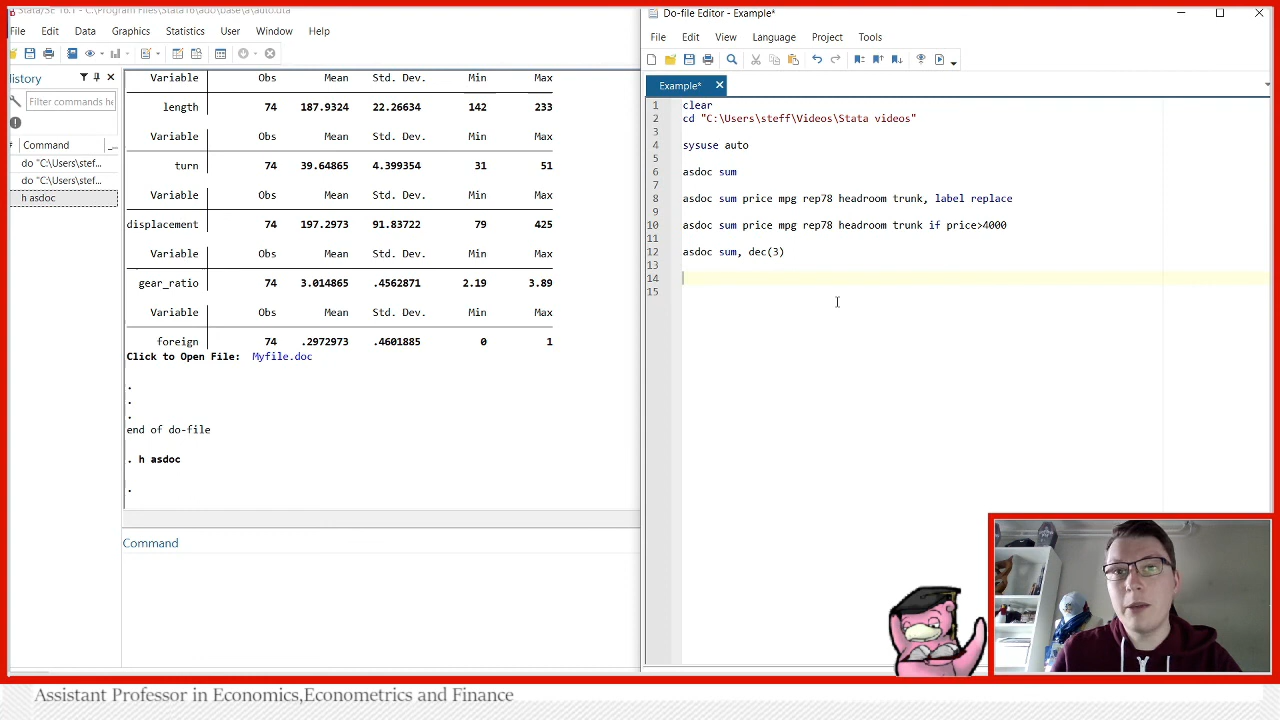 Stata/SE 16.1 - C:\Program Files\Stata16\ado\base\a\auto.dta
File Edit Data Graphics Statistics User Window Help
History
Filter commands he
Command
do "C:\Users\stef...
do "C:\Users\stef...
h asdoc
Variable Obs Mean Std. Dev. Min Max
length 74 187.9324 22.26634 142 233
Variable Obs Mean Std. Dev. Min Max
turn 74 39.64865 4.399354 31 51
Variable Obs Mean Std. Dev. Min Max
displacement 74 197.2973 91.83722 79 425
Variable Obs Mean Std. Dev. Min Max
gear_ratio 74 3.014865 .4562871 2.19 3.89
Variable Obs Mean Std. Dev. Min Max
foreign 74 .2972973 .4601885 0 1
Click to Open File: Myfile.doc
.
.
.
end of do-file
. h asdoc
.
Command
Do-file Editor - Example*
File Edit View Language Project Tools
Example*
1 clear
2 cd "C:\Users\steff\Videos\Stata videos"
3
4 sysuse auto
5
6 asdoc sum
7
8 asdoc sum price mpg rep78 headroom trunk, label replace
9
10 asdoc sum price mpg rep78 headroom trunk if price>4000
11
12 asdoc sum, dec(3)
13
14
15
Assistant Professor in Economics,Econometrics and Finance